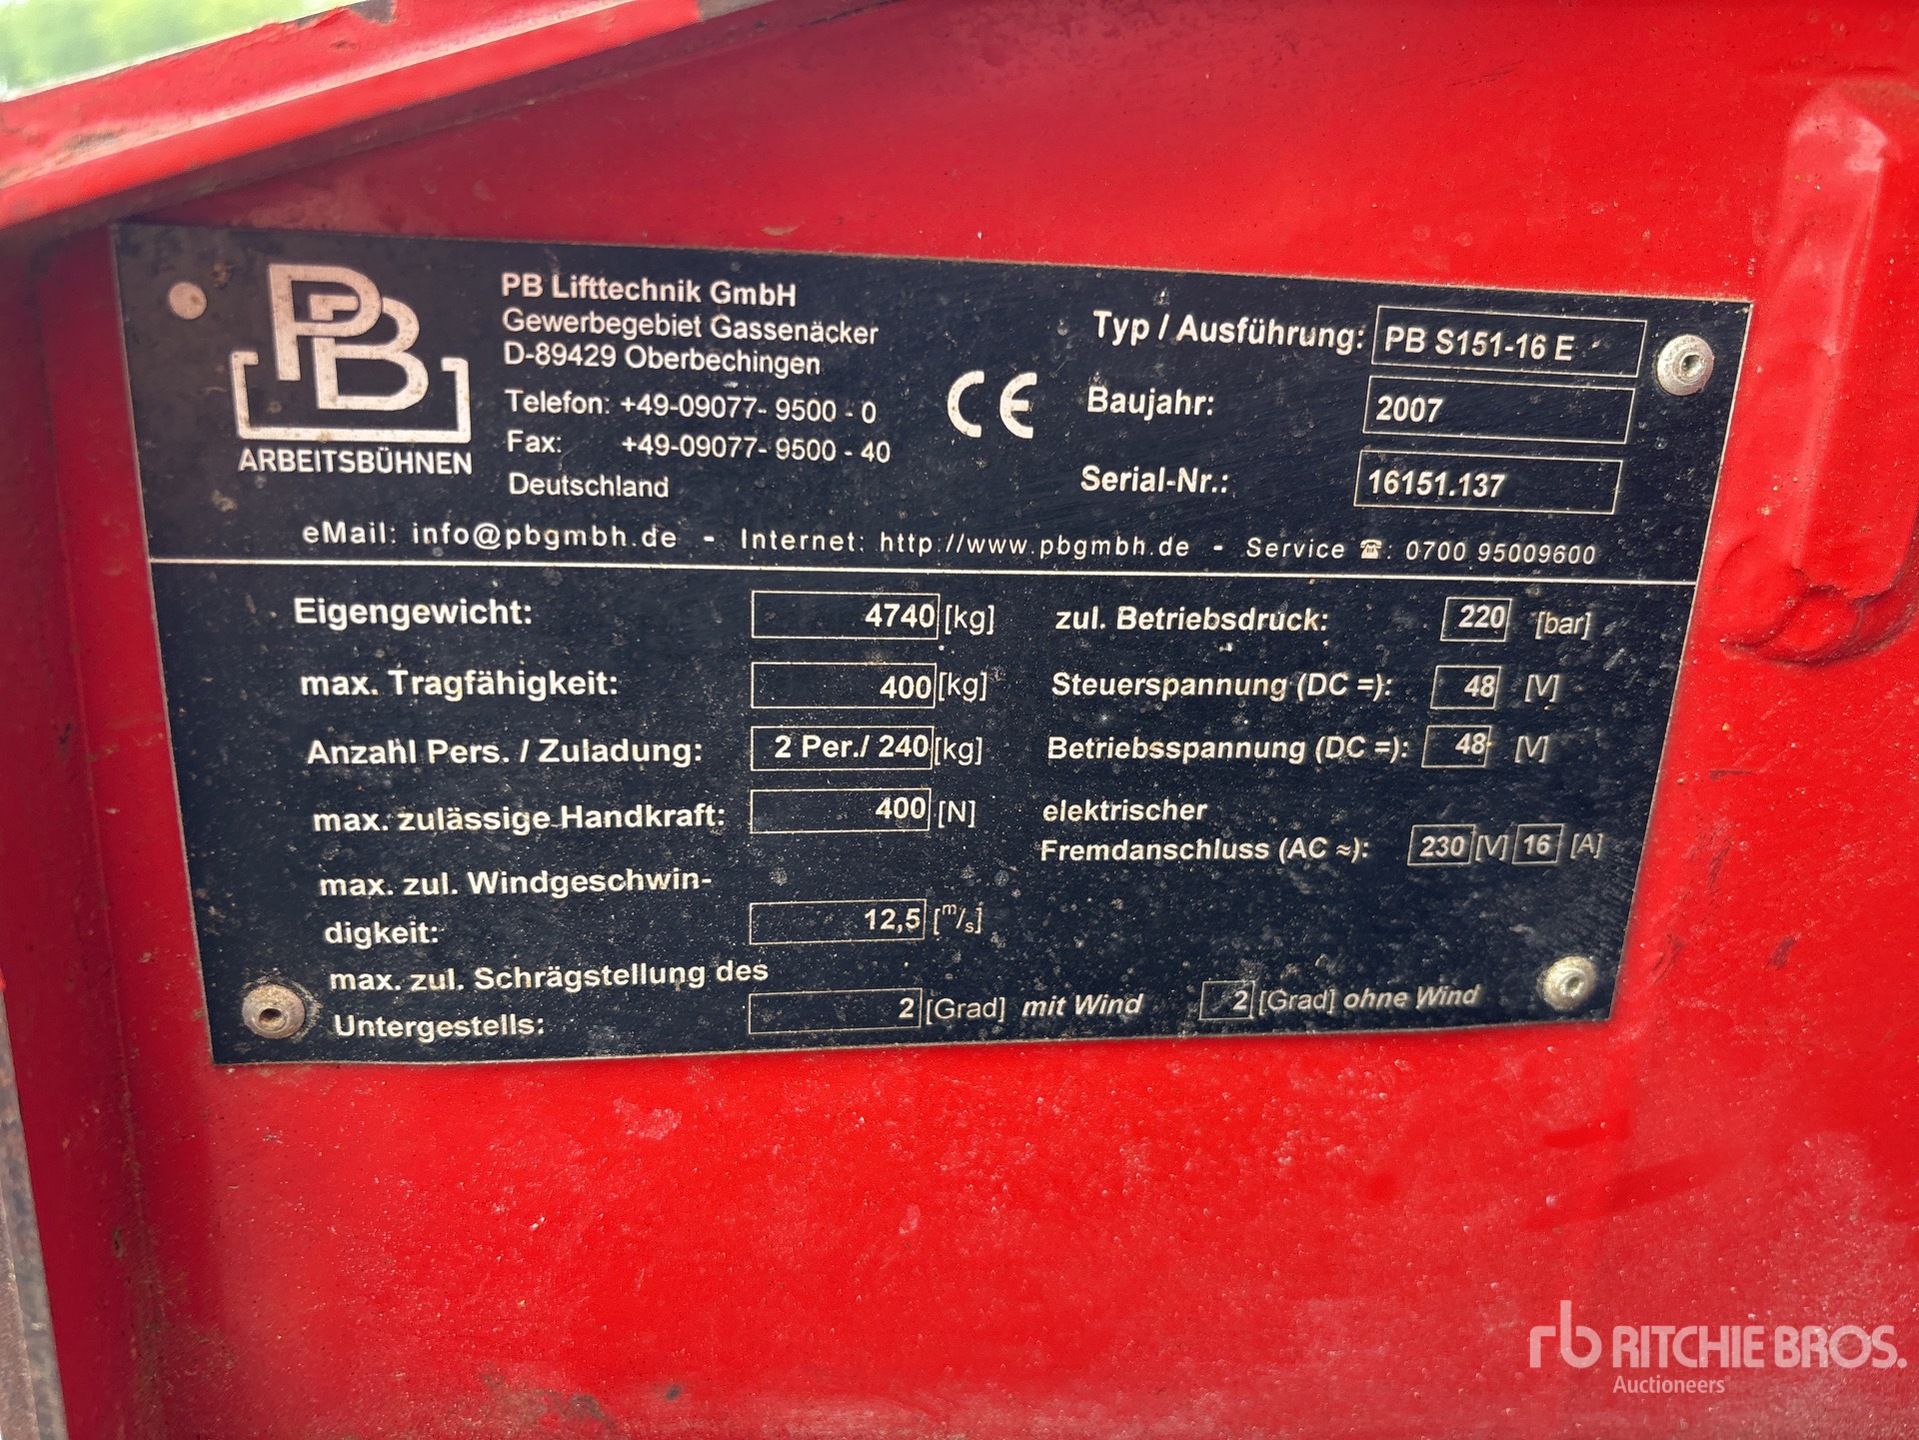 PB
ARBEITSBÜHNEN
PB Lifttechnik GmbH
Gewerbegebiet Gassenäcker
D-89429 Oberbechingen
Telefon: +49-09077- 9500 - 0
Fax: +49-09077- 9500 - 40
Deutschland
CE
Typ / Ausführung: PB S151-16 E
Baujahr: 2007
Serial-Nr.: 16151.137
eMail: info@pbgmbh.de - Internet: http://www.pbgmbh.de - Service ☎: 0700 95009600
Eigengewicht: 4740 [kg]
max. Tragfähigkeit: 400 [kg]
Anzahl Pers. / Zuladung: 2 Per./ 240 [kg]
max. zulässige Handkraft: 400 [N]
max. zul. Windgeschwin-
digkeit: 12,5 [m/s]
max. zul. Schrägstellung des
Untergestells: 2 [Grad] mit Wind 2 [Grad] ohne Wind
zul. Betriebsdruck: 220 [bar]
Steuerspannung (DC =): 48 [V]
Betriebsspannung (DC =): 48 [V]
elektrischer
Fremdanschluss (AC ≈): 230 [V] 16 [A]
rb RITCHIE BROS.
Auctioneers